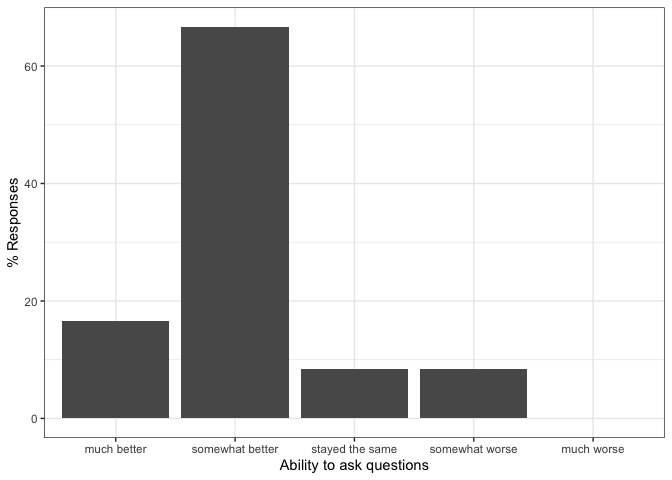 % Responses
60
40
20
0
much better
somewhat better
stayed the same
somewhat worse
much worse
Ability to ask questions